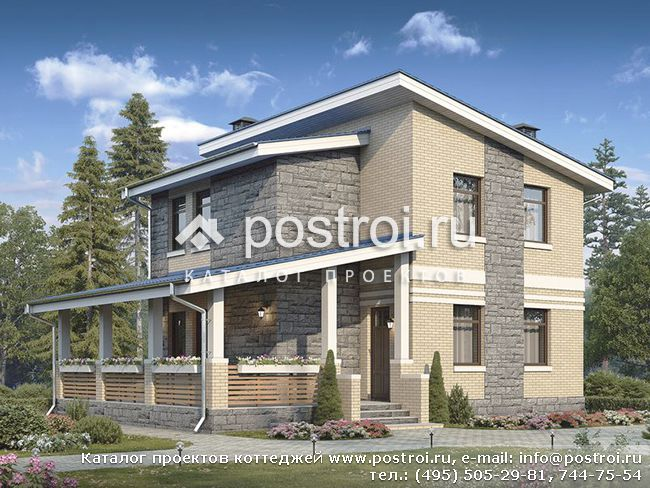 postroi.ru
КАТАЛОГ ПРОЕКТОВ
Каталог проектов коттеджей www.postroi.ru, e-mail: info@postroi.ru
тел.: (495) 505-29-81, 744-75-54